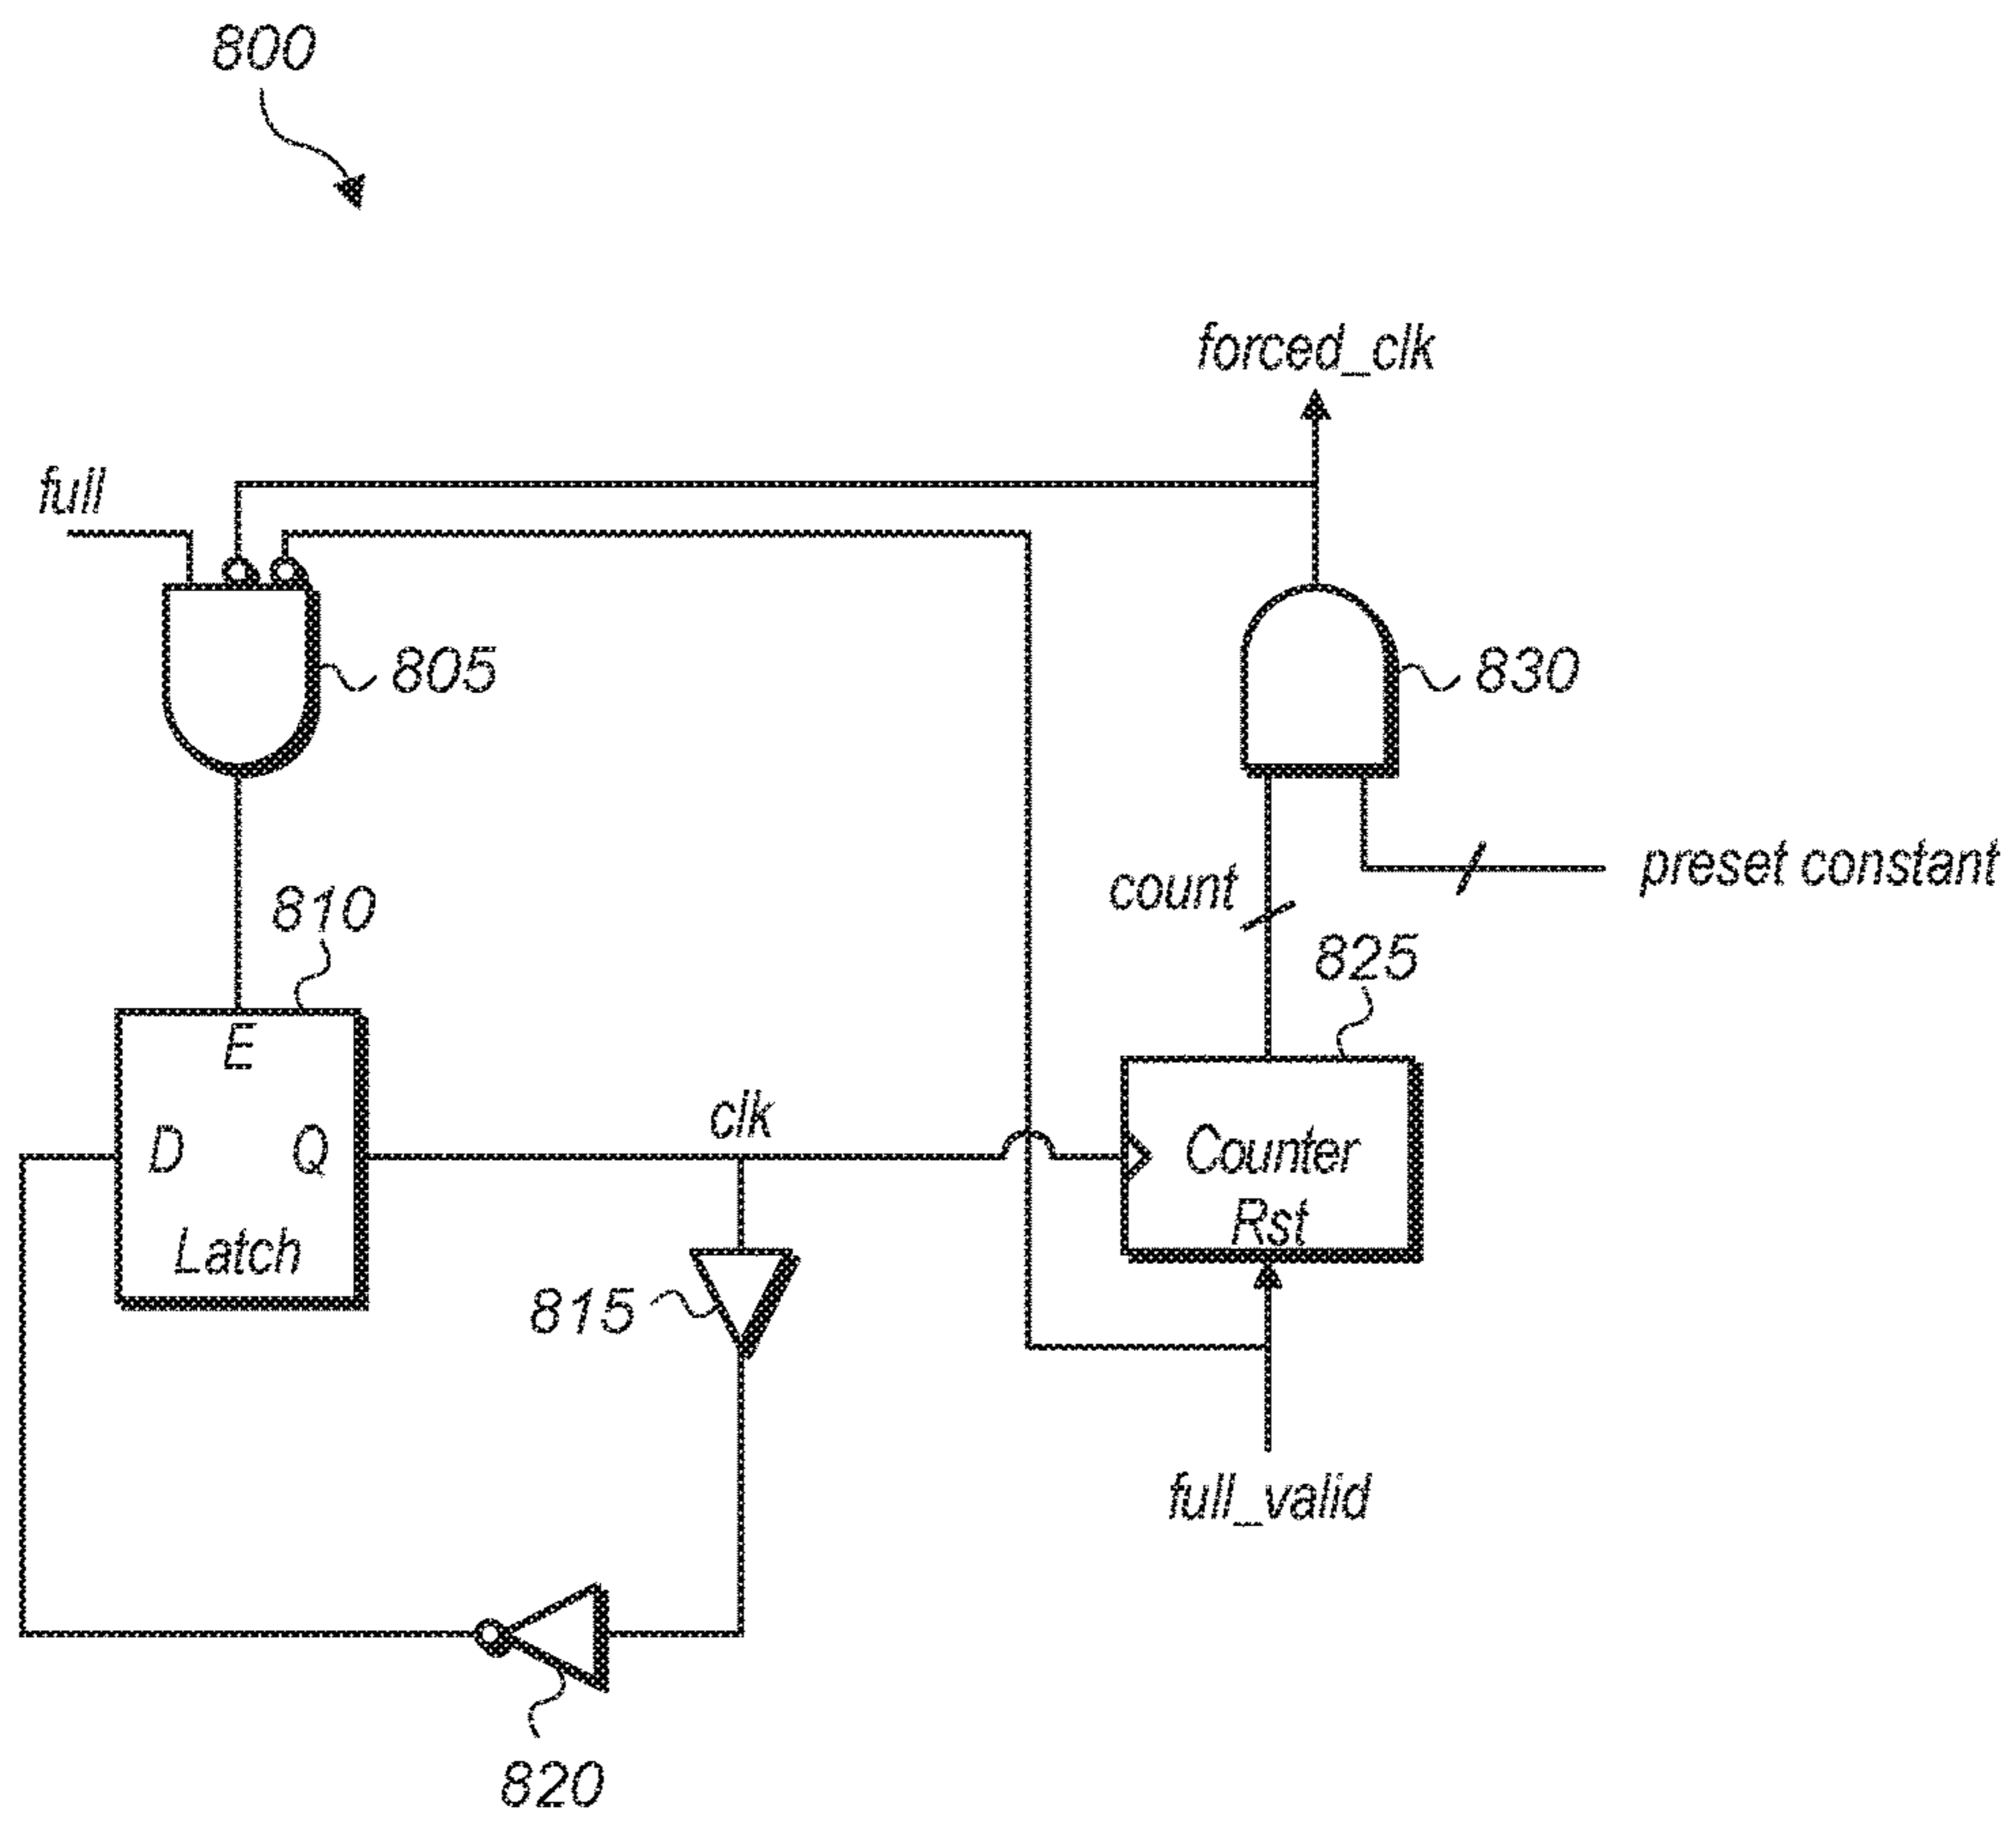 800
forced_clk
full
805
830
preset constant
count
810
825
E
D
Q
clk
Counter
Rst
Latch
815
full_valid
820